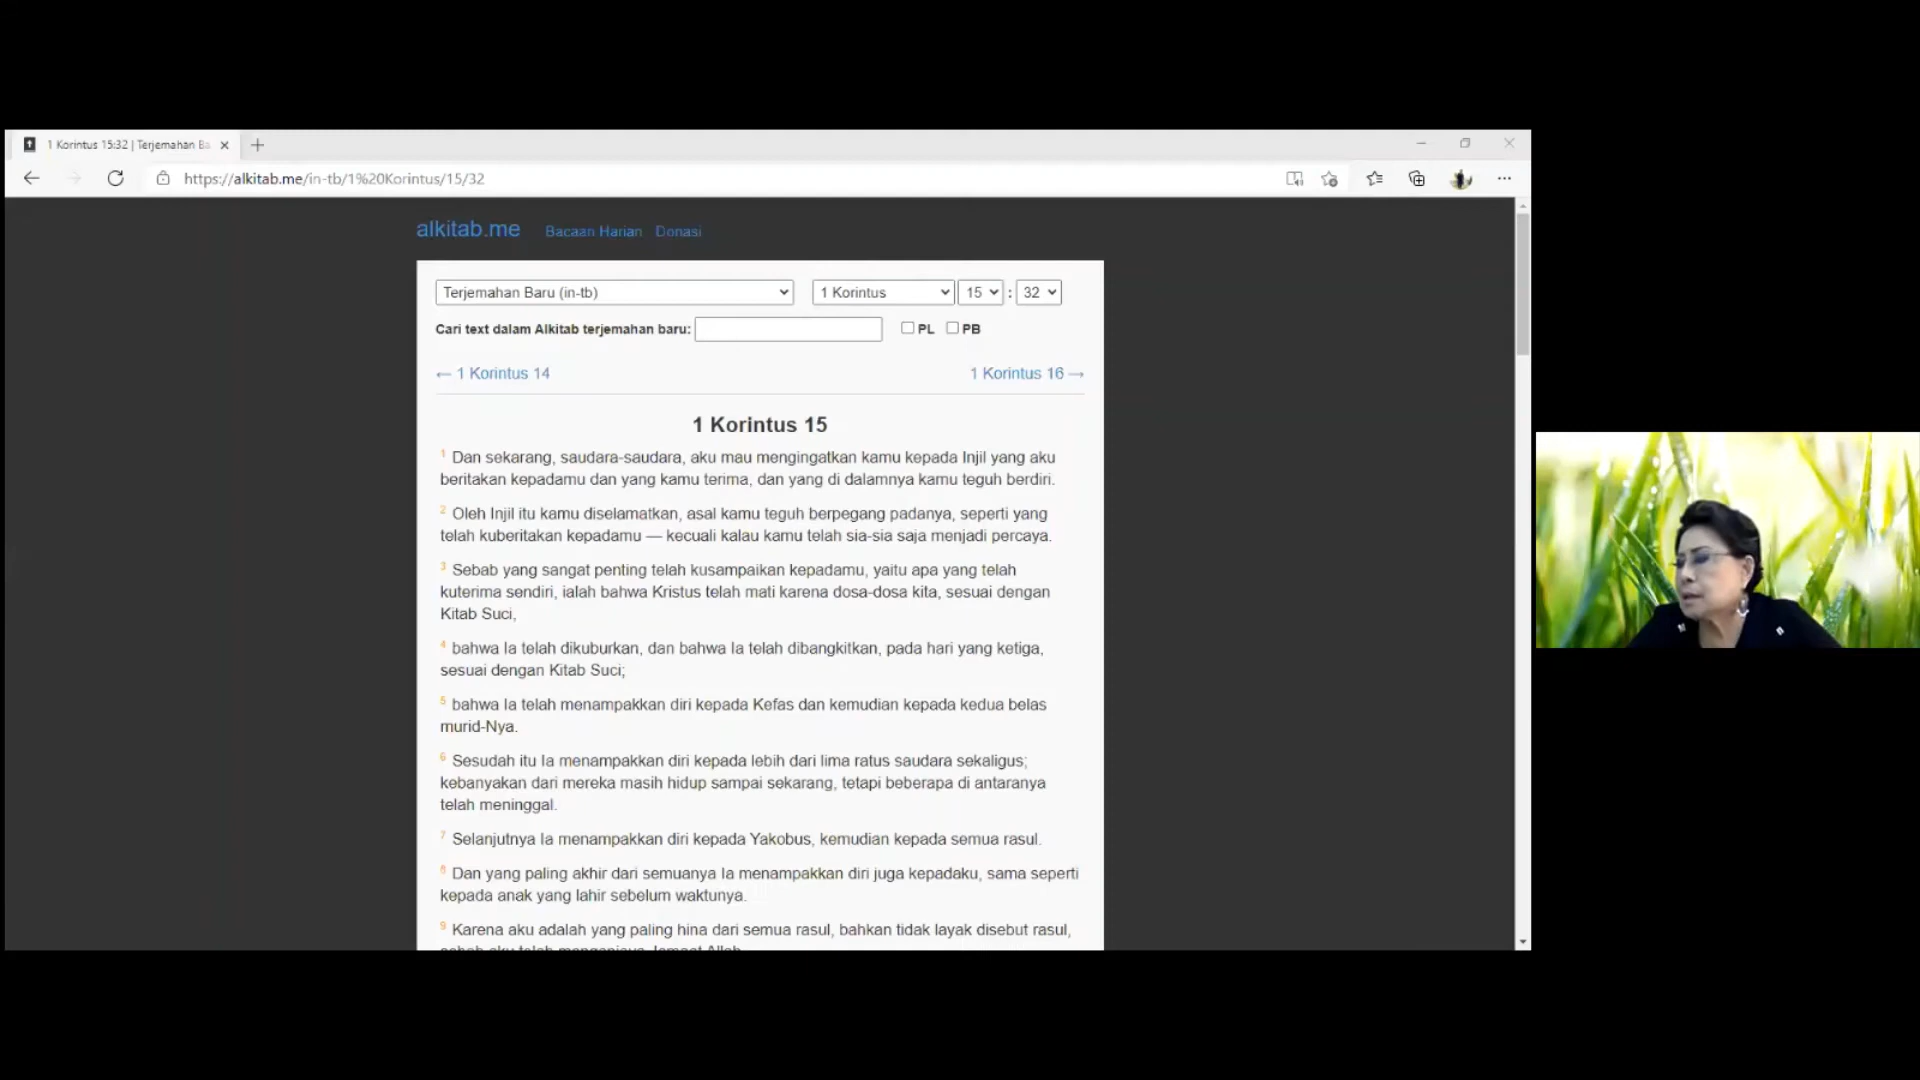 1 Korintus 15:32 | Terjemahan Ba
https://alkitab.me/in-tb/1%20Korintus/15/32
alkitab.me Bacaan Harian Donasi
Terjemahan Baru (in-tb) 1 Korintus 15 : 32
Cari text dalam Alkitab terjemahan baru: PL PB
← 1 Korintus 14 1 Korintus 16 →
1 Korintus 15
1 Dan sekarang, saudara-saudara, aku mau mengingatkan kamu kepada Injil yang aku
beritakan kepadamu dan yang kamu terima, dan yang di dalamnya kamu teguh berdiri.
2 Oleh Injil itu kamu diselamatkan, asal kamu teguh berpegang padanya, seperti yang
telah kuberitakan kepadamu — kecuali kalau kamu telah sia-sia saja menjadi percaya.
3 Sebab yang sangat penting telah kusampaikan kepadamu, yaitu apa yang telah
kuterima sendiri, ialah bahwa Kristus telah mati karena dosa-dosa kita, sesuai dengan
Kitab Suci,
4 bahwa Ia telah dikuburkan, dan bahwa Ia telah dibangkitkan, pada hari yang ketiga,
sesuai dengan Kitab Suci;
5 bahwa Ia telah menampakkan diri kepada Kefas dan kemudian kepada kedua belas
murid-Nya.
6 Sesudah itu Ia menampakkan diri kepada lebih dari lima ratus saudara sekaligus;
kebanyakan dari mereka masih hidup sampai sekarang, tetapi beberapa di antaranya
telah meninggal.
7 Selanjutnya Ia menampakkan diri kepada Yakobus, kemudian kepada semua rasul.
8 Dan yang paling akhir dari semuanya Ia menampakkan diri juga kepadaku, sama seperti
kepada anak yang lahir sebelum waktunya.
9 Karena aku adalah yang paling hina dari semua rasul, bahkan tidak layak disebut rasul,
sebab aku telah menganiaya Jemaat Allah.